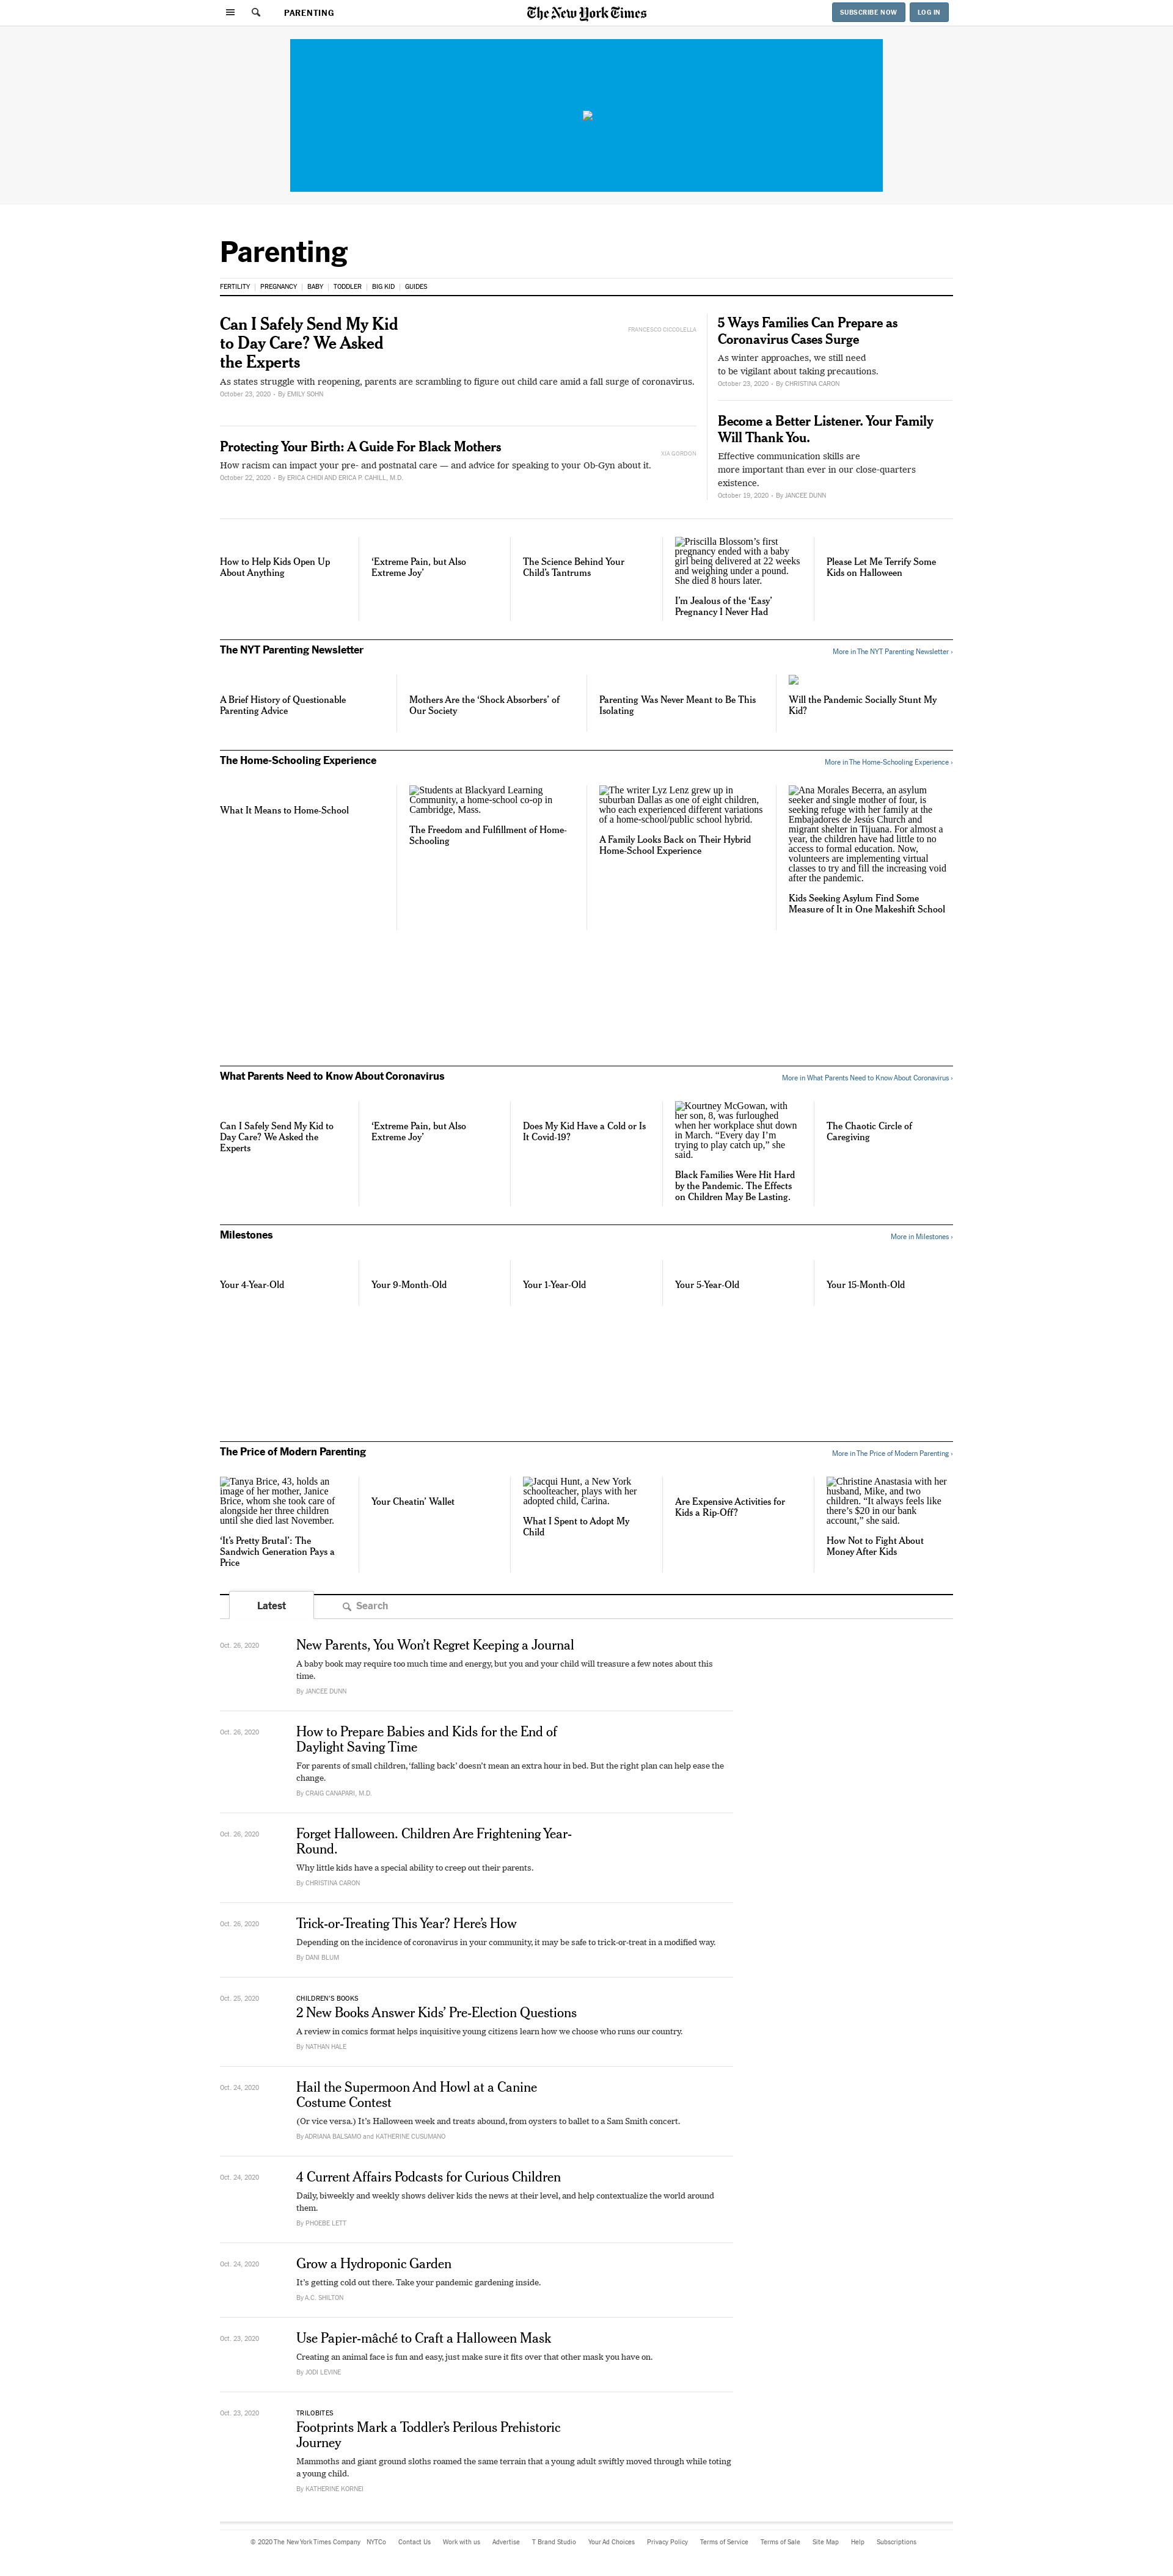 PARENTING
The New York Times
SUBSCRIBE NOW
LOG IN
Parenting
FERTILITY
PREGNANCY
BABY
TODDLER
BIG KID
GUIDES
Can I Safely Send My Kid
to Day Care? We Asked
the Experts
As states struggle with reopening, parents are scrambling to figure out child care amid a fall surge of coronavirus.
October 23, 2020 • By EMILY SOHN
FRANCESCO CICCOLELLA
Protecting Your Birth: A Guide For Black Mothers
How racism can impact your pre- and postnatal care — and advice for speaking to your Ob-Gyn about it.
October 22, 2020 • By ERICA CHIDI AND ERICA P. CAHILL, M.D.
XIA GORDON
5 Ways Families Can Prepare as
Coronavirus Cases Surge
As winter approaches, we still need
to be vigilant about taking precautions.
October 23, 2020 • By CHRISTINA CARON
Become a Better Listener. Your Family
Will Thank You.
Effective communication skills are
more important than ever in our close-quarters
existence.
October 19, 2020 • By JANCEE DUNN
How to Help Kids Open Up
About Anything
‘Extreme Pain, but Also
Extreme Joy’
The Science Behind Your
Child’s Tantrums
Priscilla Blossom’s first
pregnancy ended with a baby
girl being delivered at 22 weeks
and weighing under a pound.
She died 8 hours later.
I’m Jealous of the ‘Easy’
Pregnancy I Never Had
Please Let Me Terrify Some
Kids on Halloween
The NYT Parenting Newsletter
More in The NYT Parenting Newsletter ›
A Brief History of Questionable
Parenting Advice
Mothers Are the ‘Shock Absorbers’ of
Our Society
Parenting Was Never Meant to Be This
Isolating
Will the Pandemic Socially Stunt My
Kid?
The Home-Schooling Experience
More in The Home-Schooling Experience ›
What It Means to Home-School
Students at Blackyard Learning
Community, a home-school co-op in
Cambridge, Mass.
The Freedom and Fulfillment of Home-
Schooling
The writer Lyz Lenz grew up in
suburban Dallas as one of eight children,
who each experienced different variations
of a home-school/public school hybrid.
A Family Looks Back on Their Hybrid
Home-School Experience
Ana Morales Becerra, an asylum
seeker and single mother of four, is
seeking refuge with her family at the
Embajadores de Jesús Church and
migrant shelter in Tijuana. For almost a
year, the children have had little to no
access to formal education. Now,
volunteers are implementing virtual
classes to try and fill the increasing void
after the pandemic.
Kids Seeking Asylum Find Some
Measure of It in One Makeshift School
What Parents Need to Know About Coronavirus
More in What Parents Need to Know About Coronavirus ›
Can I Safely Send My Kid to
Day Care? We Asked the
Experts
‘Extreme Pain, but Also
Extreme Joy’
Does My Kid Have a Cold or Is
It Covid-19?
Kourtney McGowan, with
her son, 8, was furloughed
when her workplace shut down
in March. “Every day I’m
trying to play catch up,” she
said.
Black Families Were Hit Hard
by the Pandemic. The Effects
on Children May Be Lasting.
The Chaotic Circle of
Caregiving
Milestones
More in Milestones ›
Your 4-Year-Old
Your 9-Month-Old
Your 1-Year-Old
Your 5-Year-Old
Your 15-Month-Old
The Price of Modern Parenting
More in The Price of Modern Parenting ›
Tanya Brice, 43, holds an
image of her mother, Janice
Brice, whom she took care of
alongside her three children
until she died last November.
‘It’s Pretty Brutal’: The
Sandwich Generation Pays a
Price
Your Cheatin’ Wallet
Jacqui Hunt, a New York
schoolteacher, plays with her
adopted child, Carina.
What I Spent to Adopt My
Child
Are Expensive Activities for
Kids a Rip-Off?
Christine Anastasia with her
husband, Mike, and two
children. “It always feels like
there’s $20 in our bank
account,” she said.
How Not to Fight About
Money After Kids
Latest
Search
Oct. 26, 2020
New Parents, You Won’t Regret Keeping a Journal
A baby book may require too much time and energy, but you and your child will treasure a few notes about this
time.
By JANCEE DUNN
Oct. 26, 2020
How to Prepare Babies and Kids for the End of
Daylight Saving Time
For parents of small children, ‘falling back’ doesn’t mean an extra hour in bed. But the right plan can help ease the
change.
By CRAIG CANAPARI, M.D.
Oct. 26, 2020
Forget Halloween. Children Are Frightening Year-
Round.
Why little kids have a special ability to creep out their parents.
By CHRISTINA CARON
Oct. 26, 2020
Trick-or-Treating This Year? Here’s How
Depending on the incidence of coronavirus in your community, it may be safe to trick-or-treat in a modified way.
By DANI BLUM
Oct. 25, 2020
CHILDREN’S BOOKS
2 New Books Answer Kids’ Pre-Election Questions
A review in comics format helps inquisitive young citizens learn how we choose who runs our country.
By NATHAN HALE
Oct. 24, 2020
Hail the Supermoon And Howl at a Canine
Costume Contest
(Or vice versa.) It’s Halloween week and treats abound, from oysters to ballet to a Sam Smith concert.
By ADRIANA BALSAMO and KATHERINE CUSUMANO
Oct. 24, 2020
4 Current Affairs Podcasts for Curious Children
Daily, biweekly and weekly shows deliver kids the news at their level, and help contextualize the world around
them.
By PHOEBE LETT
Oct. 24, 2020
Grow a Hydroponic Garden
It’s getting cold out there. Take your pandemic gardening inside.
By A.C. SHILTON
Oct. 23, 2020
Use Papier-mâché to Craft a Halloween Mask
Creating an animal face is fun and easy, just make sure it fits over that other mask you have on.
By JODI LEVINE
Oct. 23, 2020
TRILOBITES
Footprints Mark a Toddler’s Perilous Prehistoric
Journey
Mammoths and giant ground sloths roamed the same terrain that a young adult swiftly moved through while toting
a young child.
By KATHERINE KORNEI
© 2020 The New York Times Company NYTCo Contact Us Work with us Advertise T Brand Studio Your Ad Choices Privacy Policy Terms of Service Terms of Sale Site Map Help Subscriptions